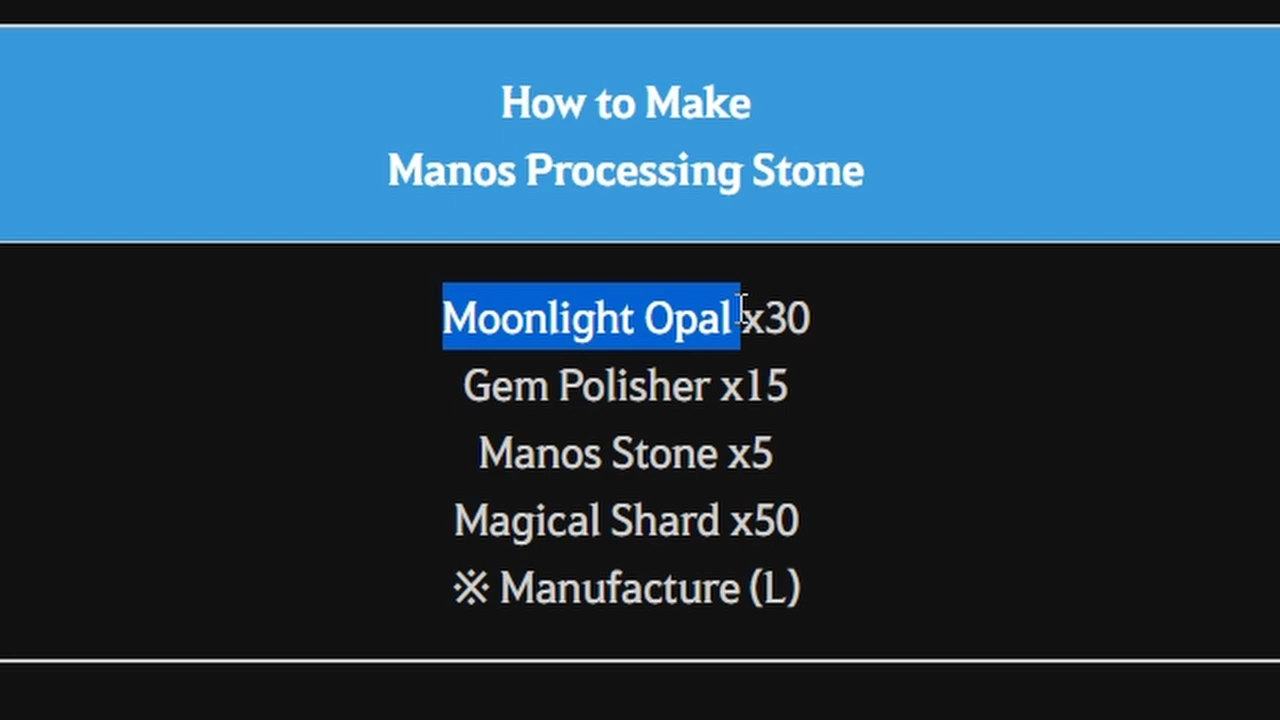 How to Make
Manos Processing Stone
Moonlight Opal x30
Gem Polisher x15
Manos Stone x5
Magical Shard x50
※ Manufacture (L)